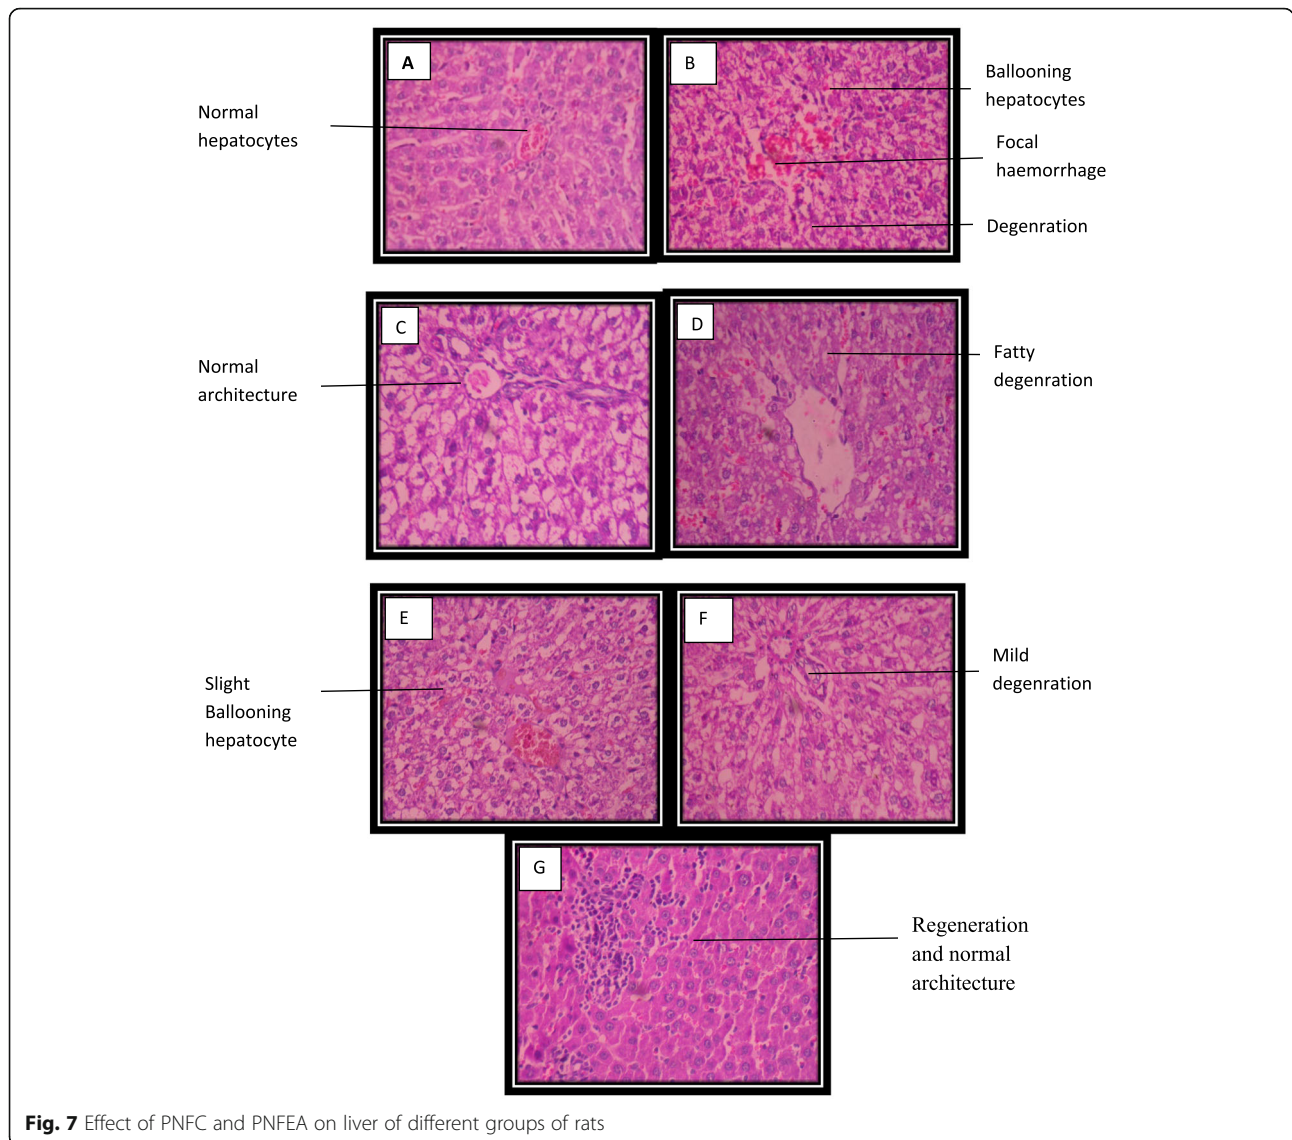 A
B
Normal
hepatocytes
Ballooning
hepatocytes
Focal
haemorrhage
Degenration
C
D
Normal
architecture
Fatty
degenration
E
F
Slight
Ballooning
hepatocyte
Mild
degenration
G
Regeneration
and normal
architecture
Fig. 7 Effect of PNFC and PNFEA on liver of different groups of rats